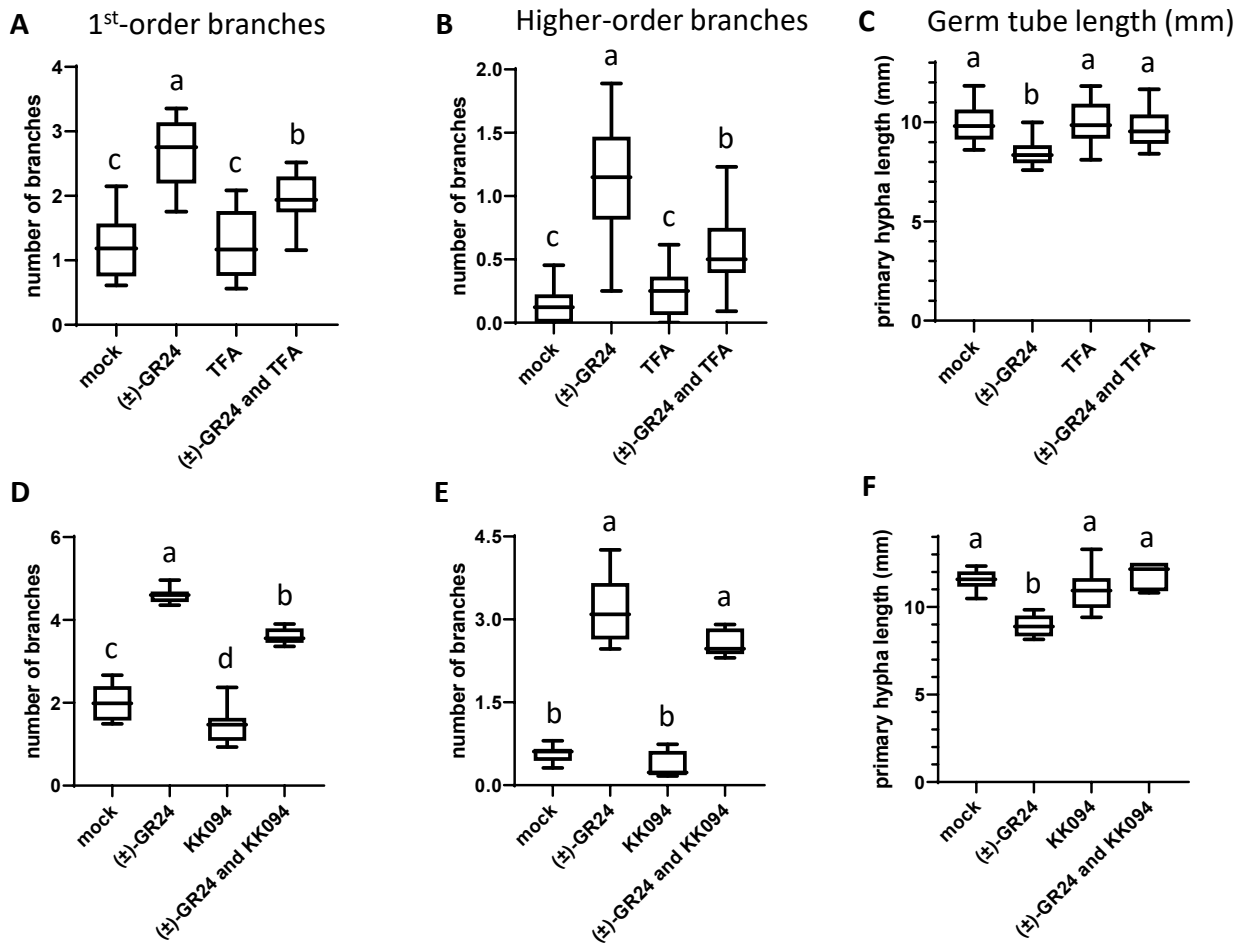 A 1st-order branches
number of branches
4
3
2
1
0
c
a
c
b
mock
(±)-GR24
TFA
(±)-GR24 and TFA
B Higher-order branches
number of branches
2.0
1.5
1.0
0.5
0.0
c
a
c
b
mock
(±)-GR24
TFA
(±)-GR24 and TFA
C Germ tube length (mm)
primary hypha length (mm)
10
5
0
a
b
a
a
mock
(±)-GR24
TFA
(±)-GR24 and TFA
D
number of branches
6
4
2
0
c
a
d
b
mock
(±)-GR24
KK094
(±)-GR24 and KK094
E
number of branches
4.5
3.0
1.5
0.0
b
a
b
a
mock
(±)-GR24
KK094
(±)-GR24 and KK094
F
primary hypha length (mm)
10
5
0
a
b
a
a
mock
(±)-GR24
KK094
(±)-GR24 and KK094